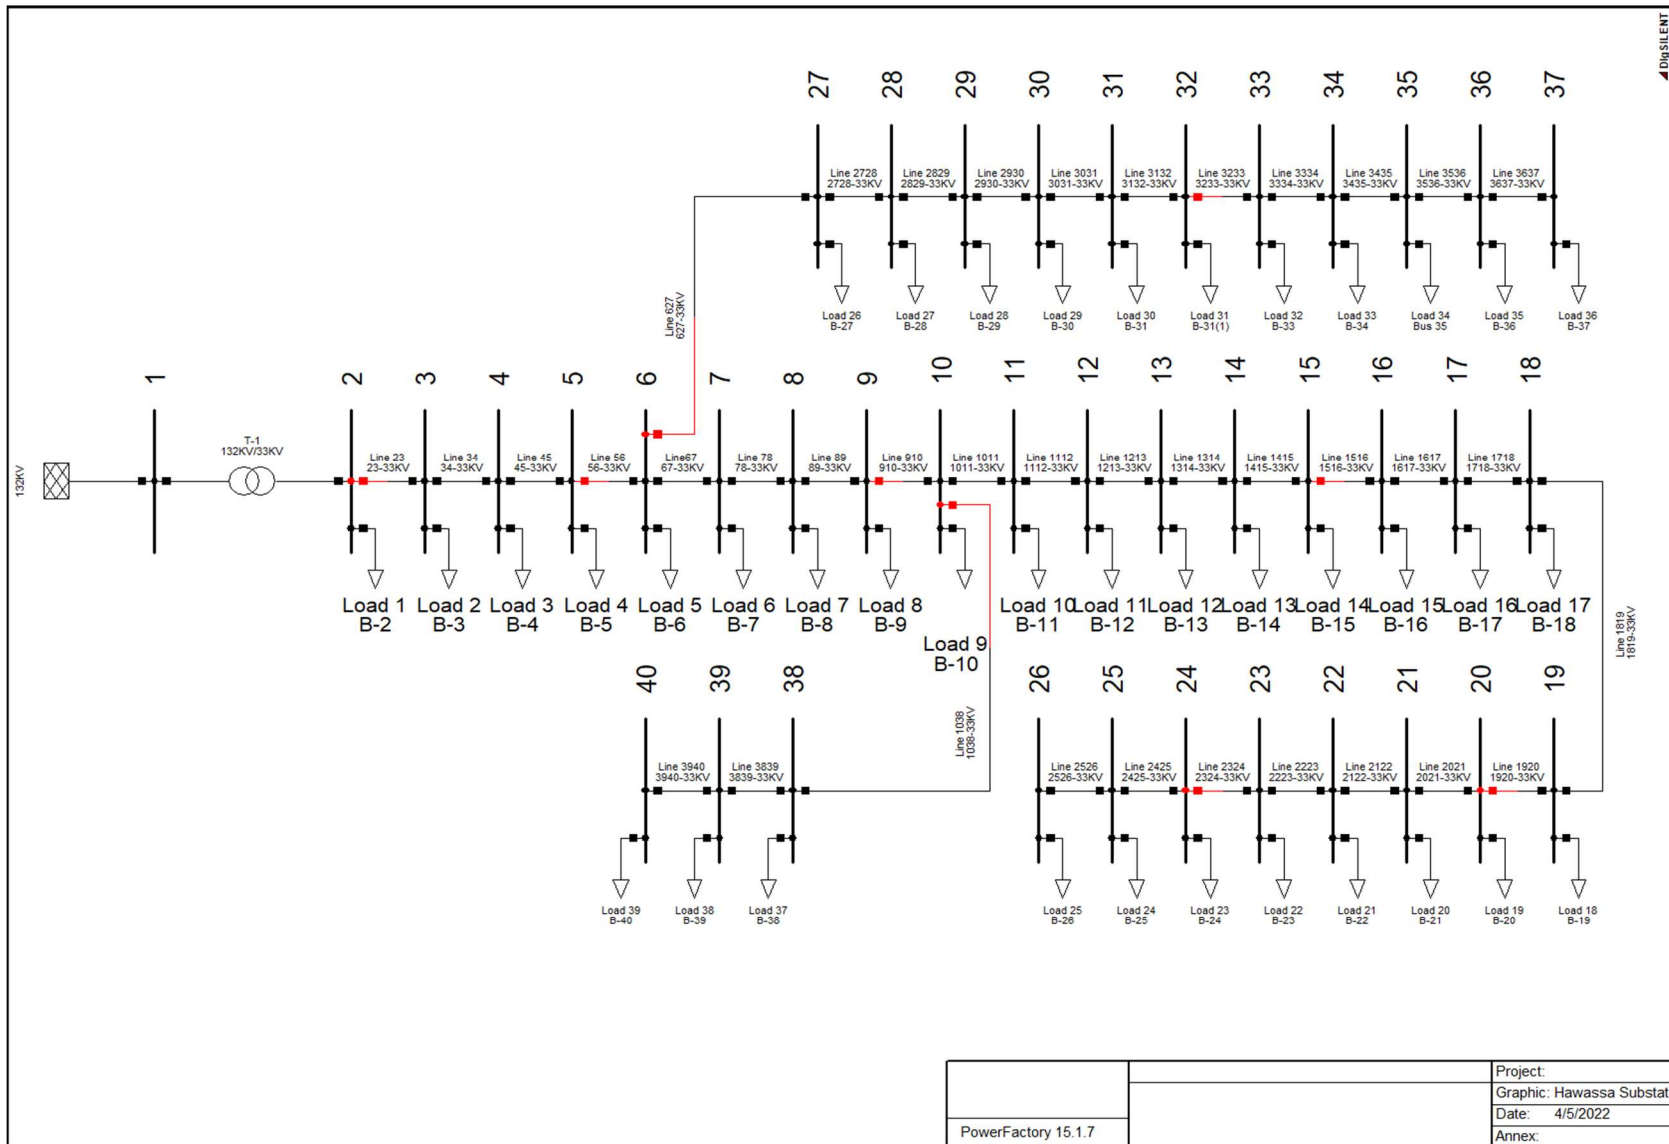 DIgSILENT
27 28 29 30 31 32 33 34 35 36 37
Line 2728 Line 2829 Line 2930 Line 3031 Line 3132 Line 3233 Line 3334 Line 3435 Line 3536 Line 3637
2728-33KV 2829-33KV 2930-33KV 3031-33KV 3132-33KV 3233-33KV 3334-33KV 3435-33KV 3536-33KV 3637-33KV
Load 26 Load 27 Load 28 Load 29 Load 30 Load 31 Load 32 Load 33 Load 34 Load 35 Load 36
B-27 B-28 B-29 B-30 B-31 B-31(1) B-33 B-34 Bus 35 B-36 B-37
Line 627
627-33KV
1 2 3 4 5 6 7 8 9 10 11 12 13 14 15 16 17 18
132KV
T-1
132KV/33KV
Line 23 Line 34 Line 45 Line 56 Line67 Line 78 Line 89 Line 910 Line 1011 Line 1112 Line 1213 Line 1314 Line 1415 Line 1516 Line 1617 Line 1718
23-33KV 34-33KV 45-33KV 56-33KV 67-33KV 78-33KV 89-33KV 910-33KV 1011-33KV 1112-33KV 1213-33KV 1314-33KV 1415-33KV 1516-33KV 1617-33KV 1718-33KV
Load 1 Load 2 Load 3 Load 4 Load 5 Load 6 Load 7 Load 8 Load 10 Load 11 Load 12 Load 13 Load 14 Load 15 Load 16 Load 17
B-2 B-3 B-4 B-5 B-6 B-7 B-8 B-9 B-11 B-12 B-13 B-14 B-15 B-16 B-17 B-18
Load 9
B-10
Line 1819
1819-33KV
40 39 38 26 25 24 23 22 21 20 19
Line 1038
1038-33KV
Line 3940 Line 3839 Line 2526 Line 2425 Line 2324 Line 2223 Line 2122 Line 2021 Line 1920
3940-33KV 3839-33KV 2526-33KV 2425-33KV 2324-33KV 2223-33KV 2122-33KV 2021-33KV 1920-33KV
Load 39 Load 38 Load 37 Load 25 Load 24 Load 23 Load 22 Load 21 Load 20 Load 19 Load 18
B-40 B-39 B-38 B-26 B-25 B-24 B-23 B-22 B-21 B-20 B-19
Project:
Graphic: Hawassa Substat
Date: 4/5/2022
PowerFactory 15.1.7
Annex: